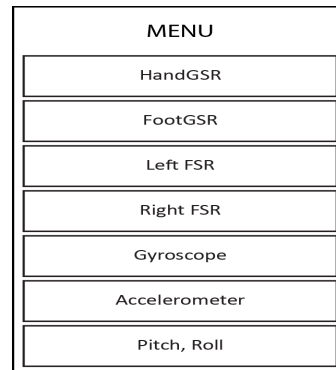 MENU
HandGSR
FootGSR
Left FSR
Right FSR
Gyroscope
Accelerometer
Pitch, Roll